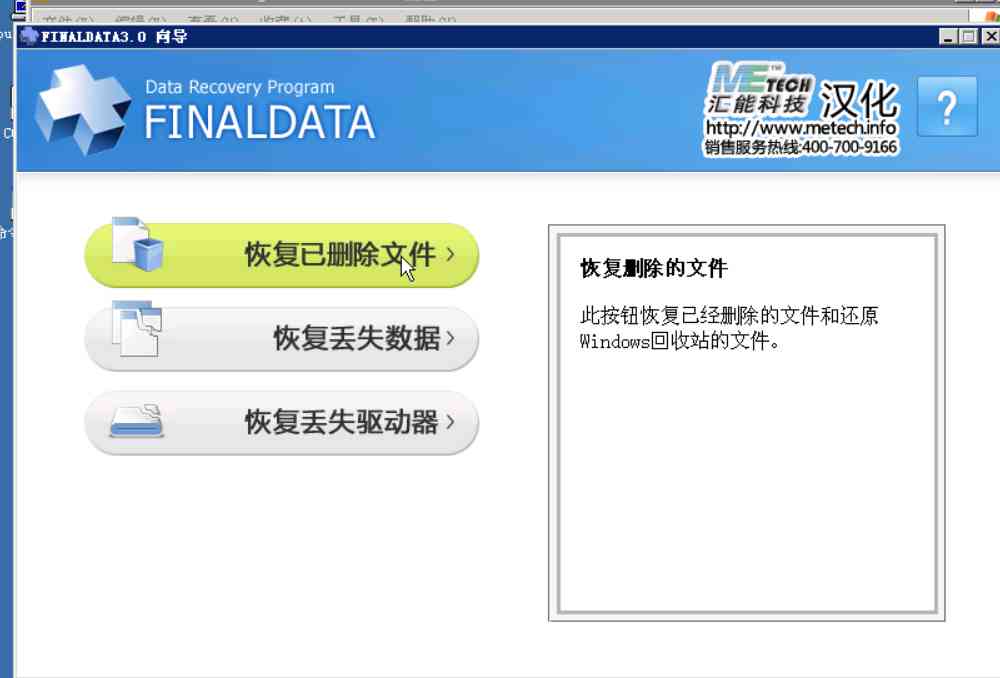 FINALDATA3.0 向导
Data Recovery Program
FINALDATA
METECH™
汇能科技 汉化
http://www.metech.info
销售服务热线:400-700-9166
?
恢复已删除文件
恢复丢失数据
恢复丢失驱动器
恢复删除的文件
此按钮恢复已经删除的文件和还原
Windows回收站的文件。